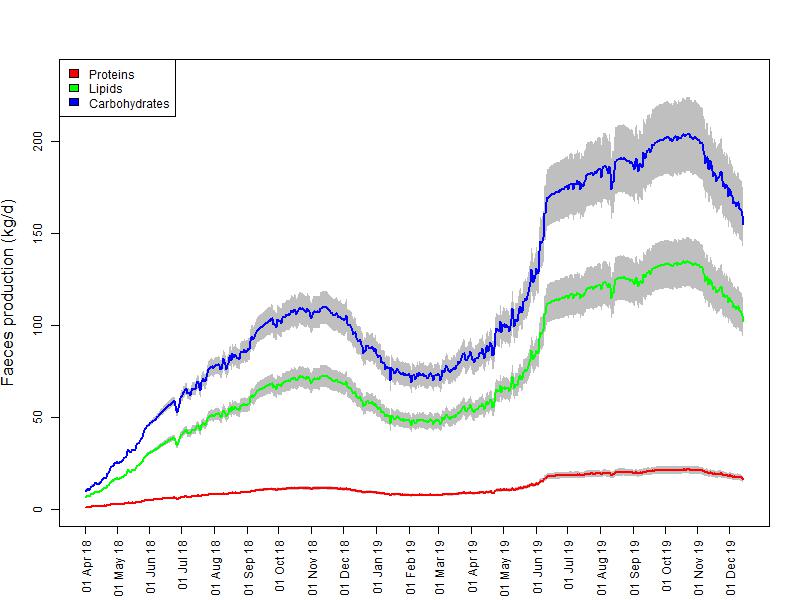 Proteins
Lipids
Carbohydrates
Faeces production (kg/d)
200
150
100
50
0
01 Apr 18
01 May 18
01 Jun 18
01 Jul 18
01 Aug 18
01 Sep 18
01 Oct 18
01 Nov 18
01 Dec 18
01 Jan 19
01 Feb 19
01 Mar 19
01 Apr 19
01 May 19
01 Jun 19
01 Jul 19
01 Aug 19
01 Sep 19
01 Oct 19
01 Nov 19
01 Dec 19